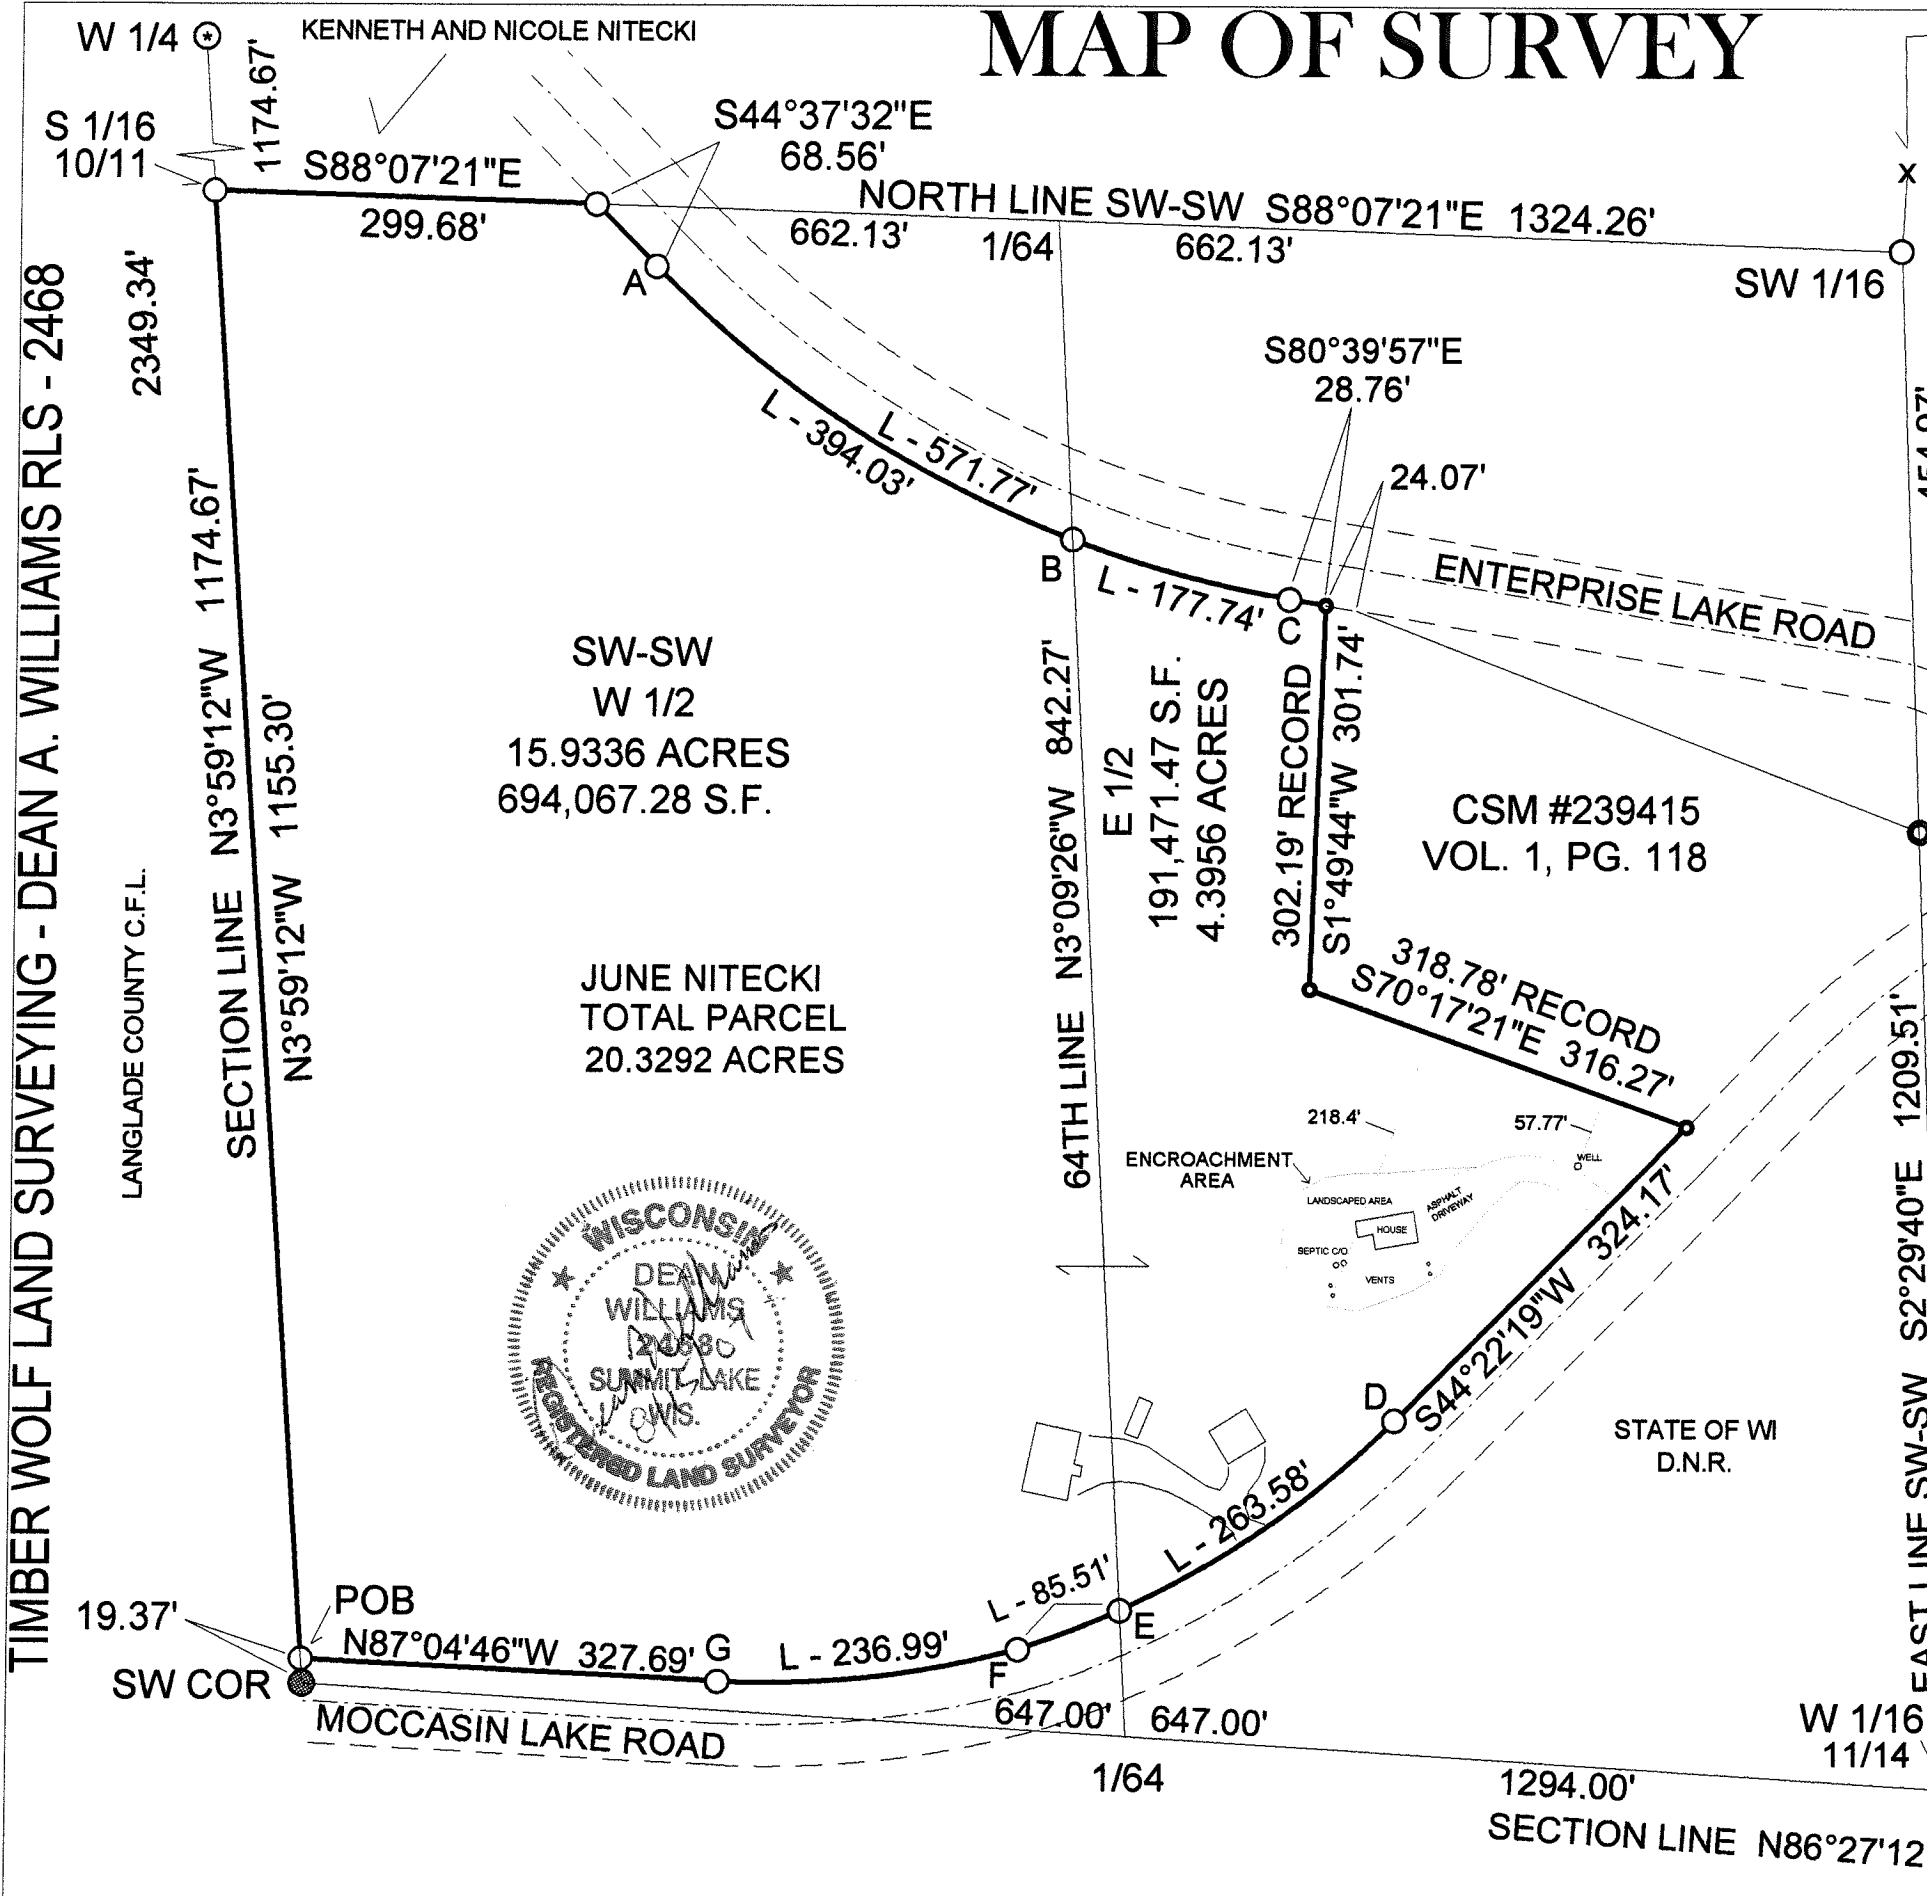 MAP OF SURVEY
W 1/4
KENNETH AND NICOLE NITECKI
1174.67'
S 1/16
10/11
S88°07'21"E
299.68'
S44°37'32"E
68.56'
NORTH LINE SW-SW S88°07'21"E 1324.26'
662.13'
1/64
662.13'
SW 1/16
x
A
2349.34'
S80°39'57"E
28.76'
24.07'
L - 571.77'
L - 394.03'
B
L - 177.74'
C
ENTERPRISE LAKE ROAD
TIMBER WOLF LAND SURVEYING - DEAN A. WILLIAMS RLS - 2468
LANGLADE COUNTY C.F.L.
SECTION LINE N3°59'12"W 1174.67'
N3°59'12"W 1155.30'
SW-SW
W 1/2
15.9336 ACRES
694,067.28 S.F.
JUNE NITECKI
TOTAL PARCEL
20.3292 ACRES
64TH LINE N3°09'26"W 842.27'
E 1/2
191,471.47 S.F.
4.3956 ACRES
302.19' RECORD
S1°49'44"W 301.74'
CSM #239415
VOL. 1, PG. 118
318.78' RECORD
S70°17'21"E 316.27'
218.4'
57.77'
ENCROACHMENT
AREA
WELL
LANDSCAPED AREA
ASPHALT
DRIVEWAY
HOUSE
SEPTIC C/O
VENTS
S44°22'19"W 324.17'
WISCONSIN
DEAN
WILLIAMS
2468
SUMMIT LAKE
WIS.
REGISTERED LAND SURVEYOR
D
STATE OF WI
D.N.R.
EAST LINE SW-SW S2°29'40"E 1209.51'
L - 263.58'
L - 85.51'
E
19.37'
POB
N87°04'46"W 327.69'
G
L - 236.99'
F
SW COR
MOCCASIN LAKE ROAD
647.00'
647.00'
1/64
W 1/16
11/14
1294.00'
SECTION LINE N86°27'12